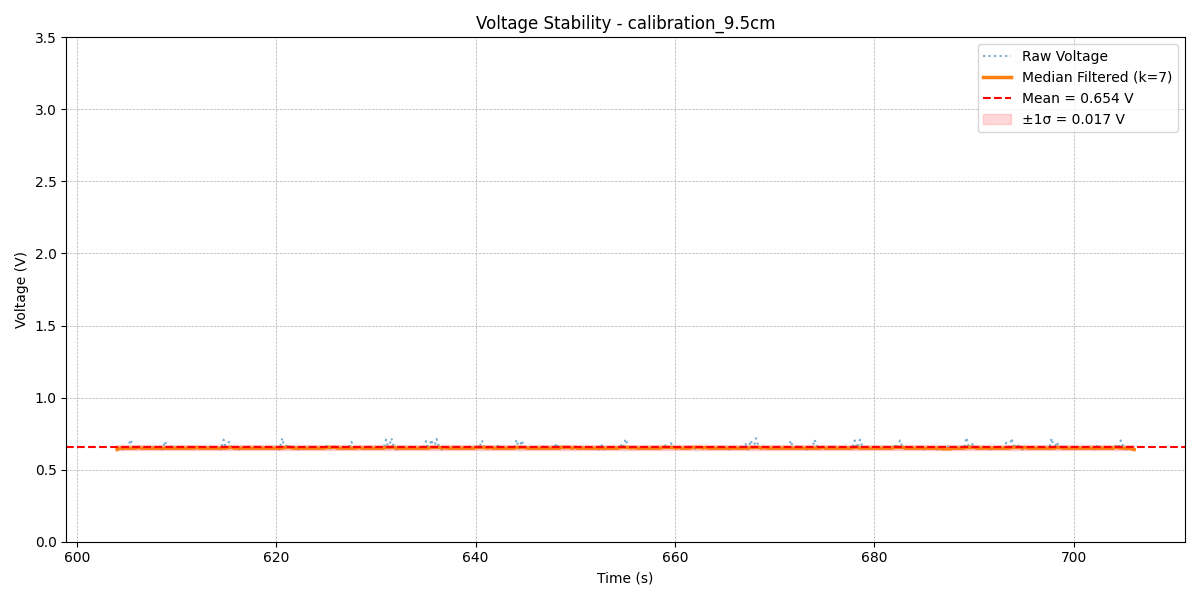 Voltage Stability - calibration_9.5cm
3.5
3.0
2.5
2.0
1.5
1.0
0.5
0.0
Voltage (V)
Raw Voltage
Median Filtered (k=7)
Mean = 0.654 V
±1σ = 0.017 V
600 620 640 660 680 700
Time (s)